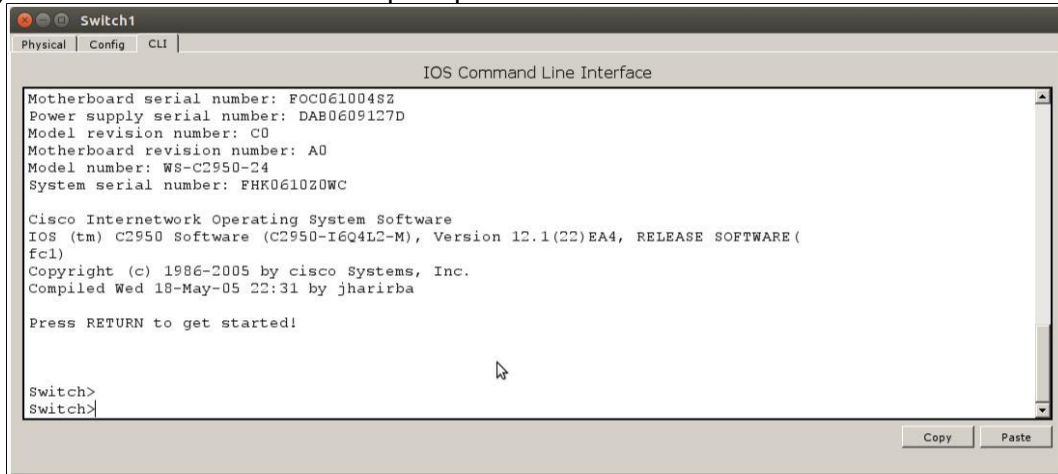 Switch1
Physical Config CLI
IOS Command Line Interface
Motherboard serial number: FOC061004SZ
Power supply serial number: DAB0609127D
Model revision number: C0
Motherboard revision number: A0
Model number: WS-C2950-24
System serial number: FHK0610Z0WC
Cisco Internetwork Operating System Software
IOS (tm) C2950 Software (C2950-I6Q4L2-M), Version 12.1(22)EA4, RELEASE SOFTWARE(
fc1)
Copyright (c) 1986-2005 by cisco Systems, Inc.
Compiled Wed 18-May-05 22:31 by jharirba
Press RETURN to get started!
Switch>
Switch>
Copy Paste